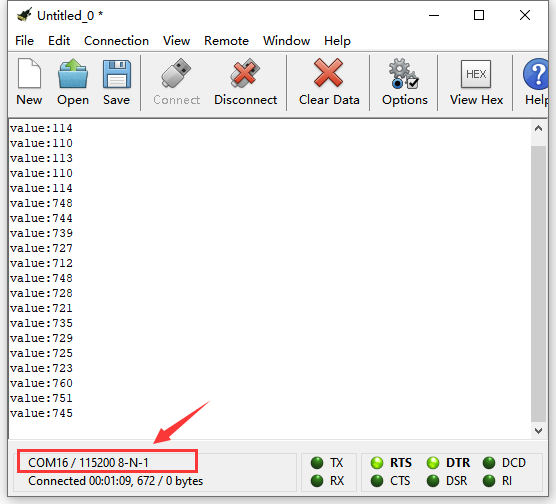 Untitled_0 *
File Edit Connection View Remote Window Help
New Open Save Connect Disconnect Clear Data Options HEX View Hex ? Help
value:114
value:110
value:113
value:110
value:114
value:748
value:744
value:739
value:727
value:712
value:748
value:728
value:721
value:735
value:729
value:725
value:723
value:760
value:751
value:745
COM16 / 115200 8-N-1
Connected 00:01:09, 672 / 0 bytes
TX RTS DTR DCD
RX CTS DSR RI